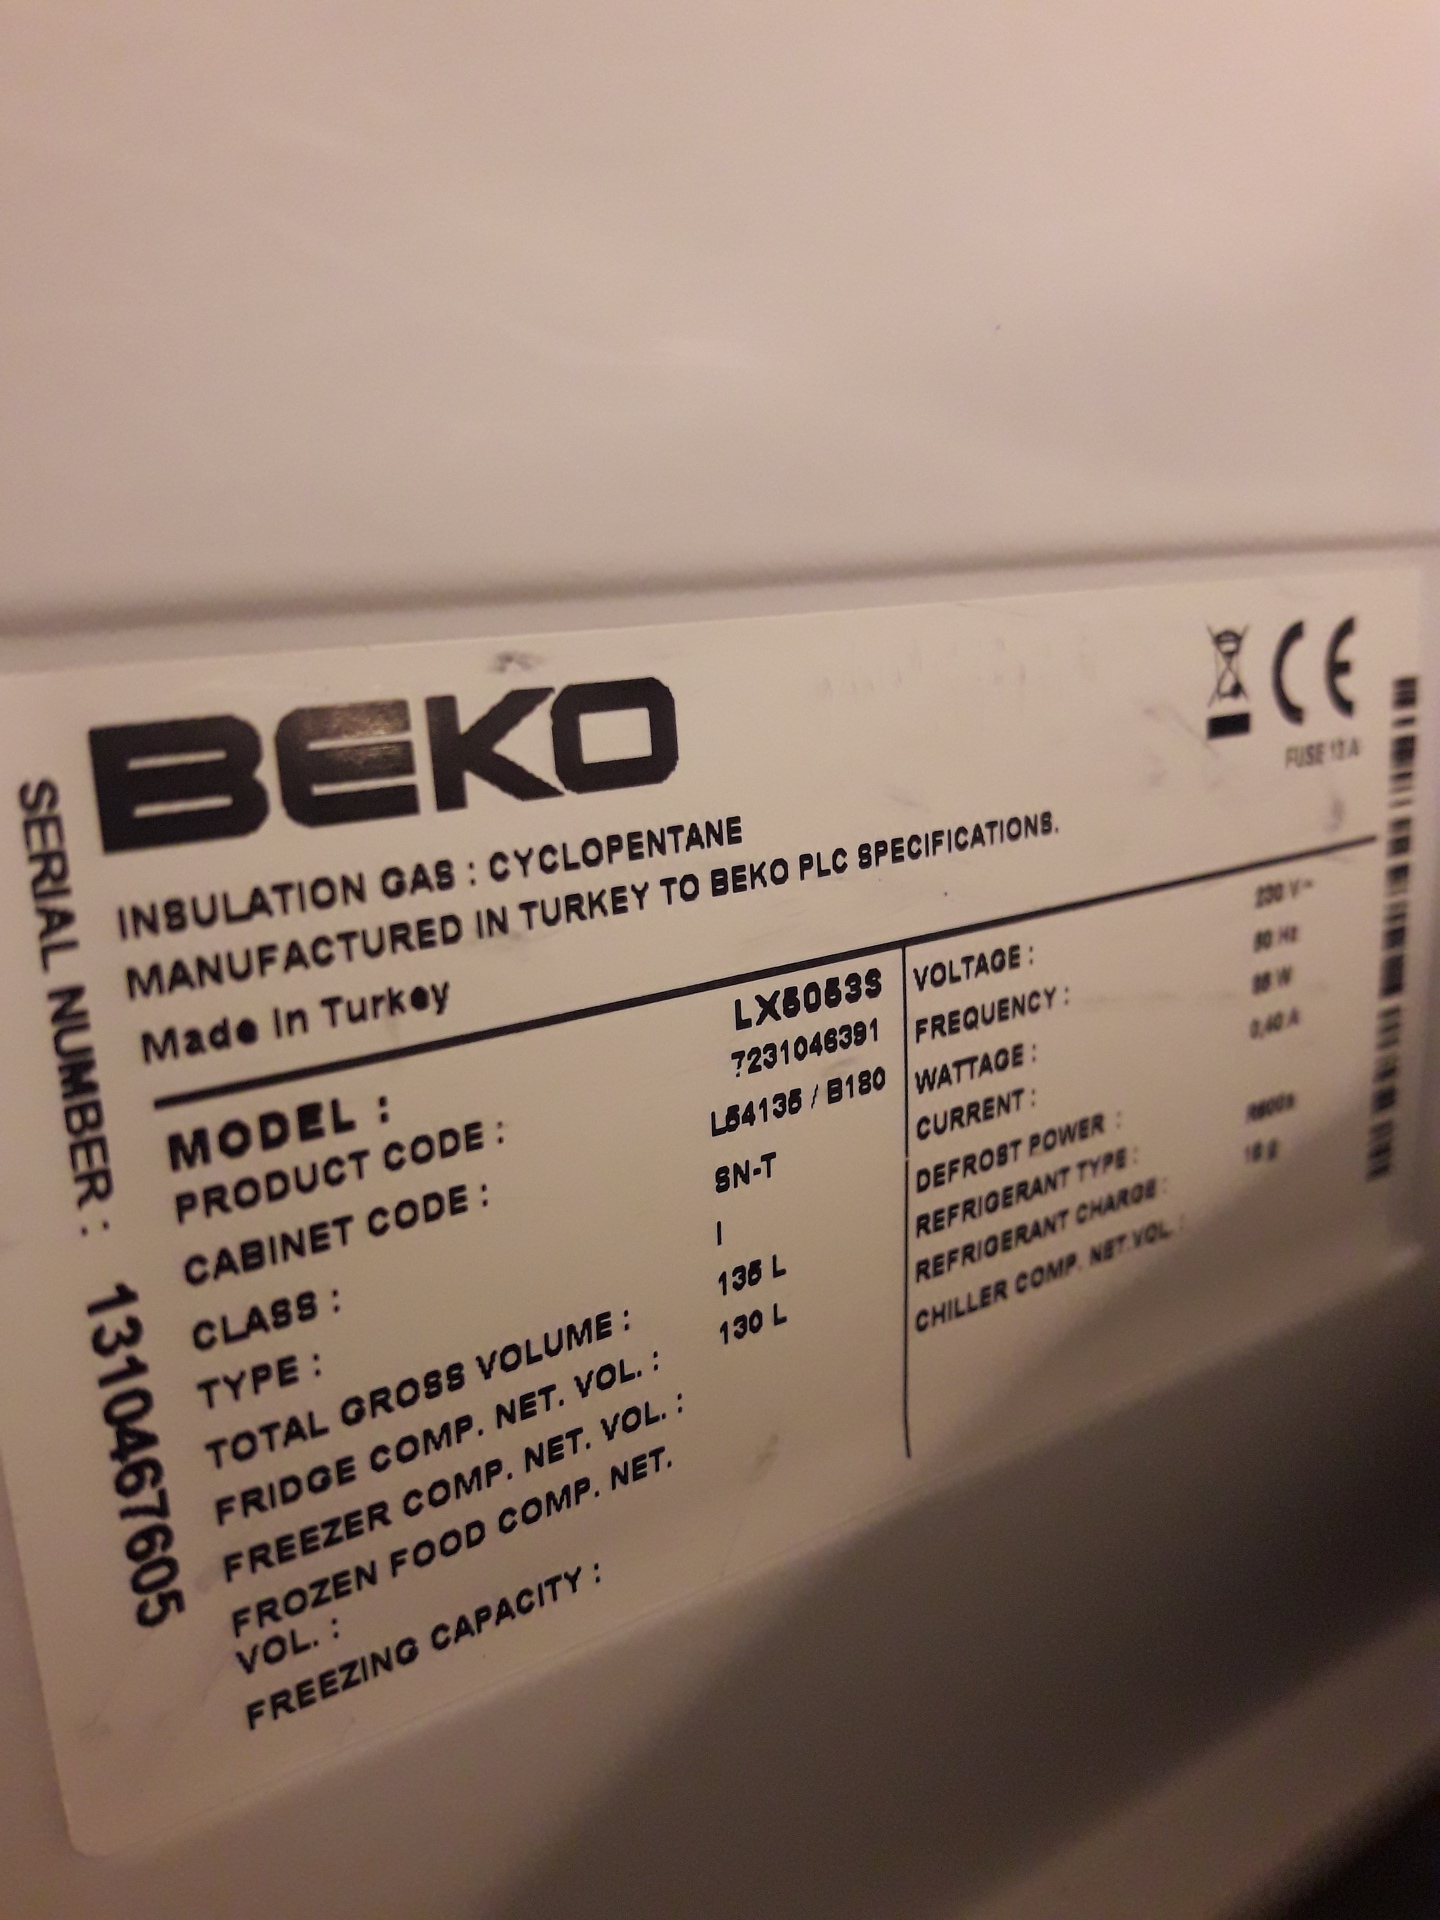 BEKO
INSULATION GAS : CYCLOPENTANE
MANUFACTURED IN TURKEY TO BEKO PLC SPECIFICATIONS.
Made in Turkey
CE
FUSE 13 A
SERIAL NUMBER : 1310467605
MODEL : LX5053S
PRODUCT CODE : 7231046391
CABINET CODE : L54135 / B180
CLASS : SN-T
TYPE : I
TOTAL GROSS VOLUME : 135 L
FRIDGE COMP. NET. VOL. : 130 L
FREEZER COMP. NET. VOL. :
FROZEN FOOD COMP. NET.
VOL. :
FREEZING CAPACITY :
VOLTAGE : 230 V~
FREQUENCY : 50 Hz
WATTAGE : W
CURRENT : 0,40 A
DEFROST POWER :
REFRIGERANT TYPE : R600a
REFRIGERANT CHARGE :
CHILLER COMP. NET.VOL. :